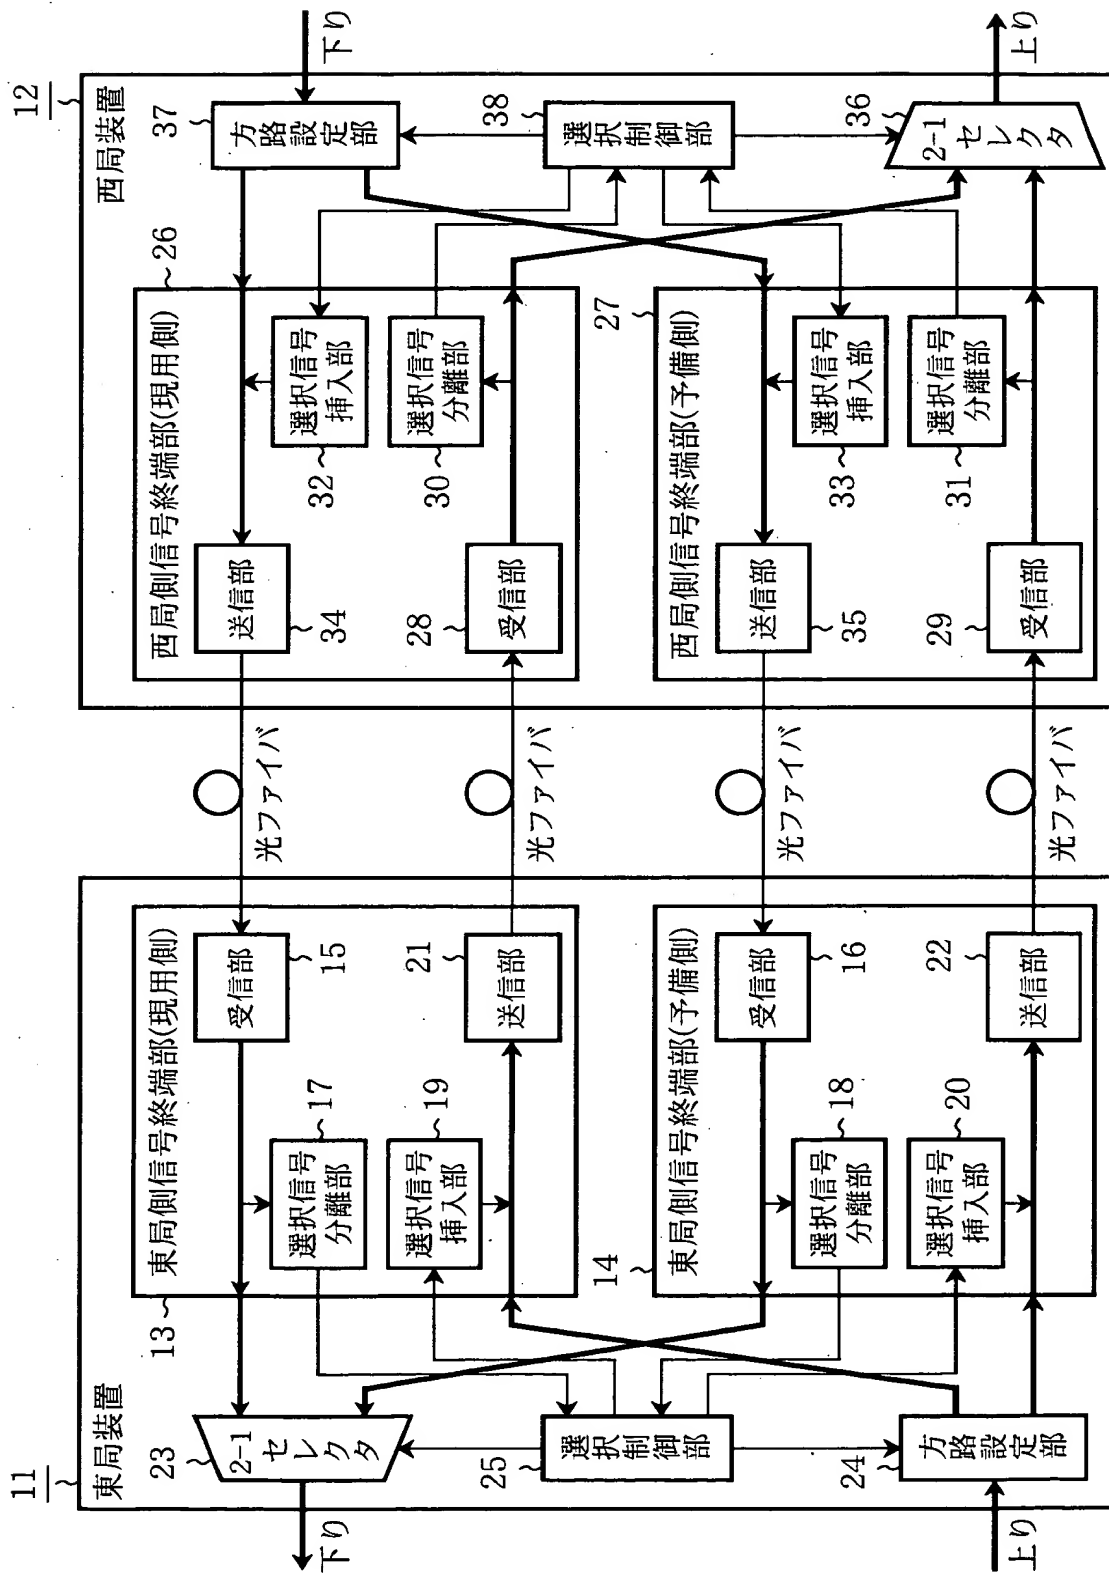 11
東局装置
下り
23
2-1
セレクタ
25
選択制御部
24
方路設定部
上り
13
東局側信号終端部(現用側)
受信部
15
選択信号
分離部
17
選択信号
挿入部
19
送信部
21
14
東局側信号終端部(予備側)
受信部
16
選択信号
分離部
18
選択信号
挿入部
20
送信部
22
光ファイバ
光ファイバ
光ファイバ
光ファイバ
12
西局装置
26
西局側信号終端部(現用側)
送信部
34
選択信号
挿入部
32
選択信号
分離部
30
受信部
28
27
西局側信号終端部(予備側)
送信部
35
選択信号
挿入部
33
選択信号
分離部
31
受信部
29
37
方路設定部
下り
38
選択制御部
36
2-1
セレクタ
上り